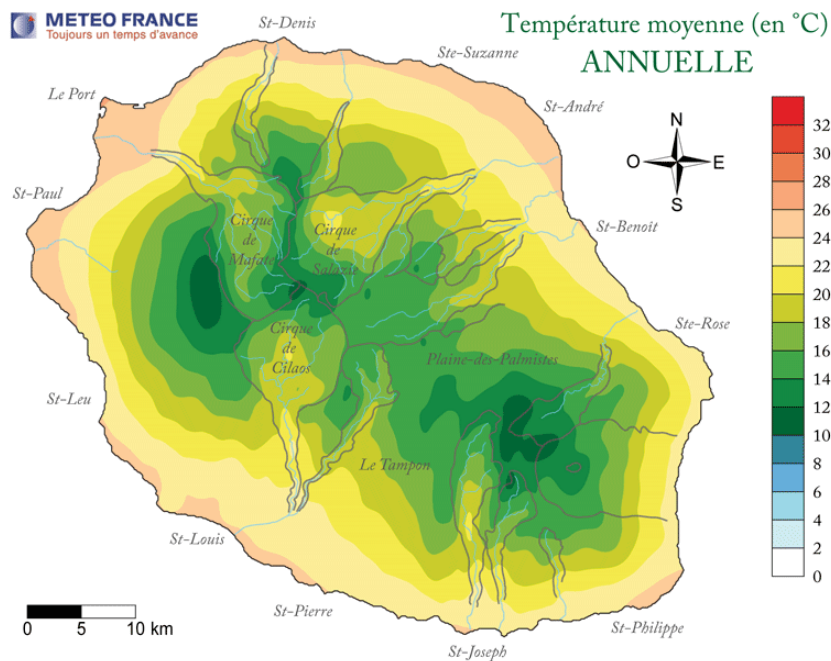 METEO FRANCE
Toujours un temps d'avance
Température moyenne (en °C)
ANNUELLE
St-Denis
Ste-Suzanne
Le Port
St-André
St-Paul
St-Benoît
Cirque
de
Mafate
Cirque
de
Salazie
Ste-Rose
Cirque
de
Cilaos
Plaine-des-Palmistes
St-Leu
Le Tampon
St-Louis
St-Pierre
St-Joseph
St-Philippe
N
O
E
S
32
30
28
26
24
22
20
18
16
14
12
10
8
6
4
2
0
0 5 10 km